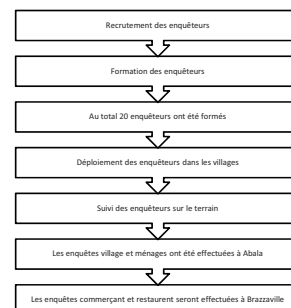 Recrutement des enquêteurs
Formation des enquêteurs
Au total 20 enquêteurs ont été formés
Déploiement des enquêteurs dans les villages
Suivi des enquêteurs sur le terrain
Les enquêtes village et ménages ont été effectuées à Abala
Les enquêtes commerçant et restaurent seront effectuées à Brazzaville